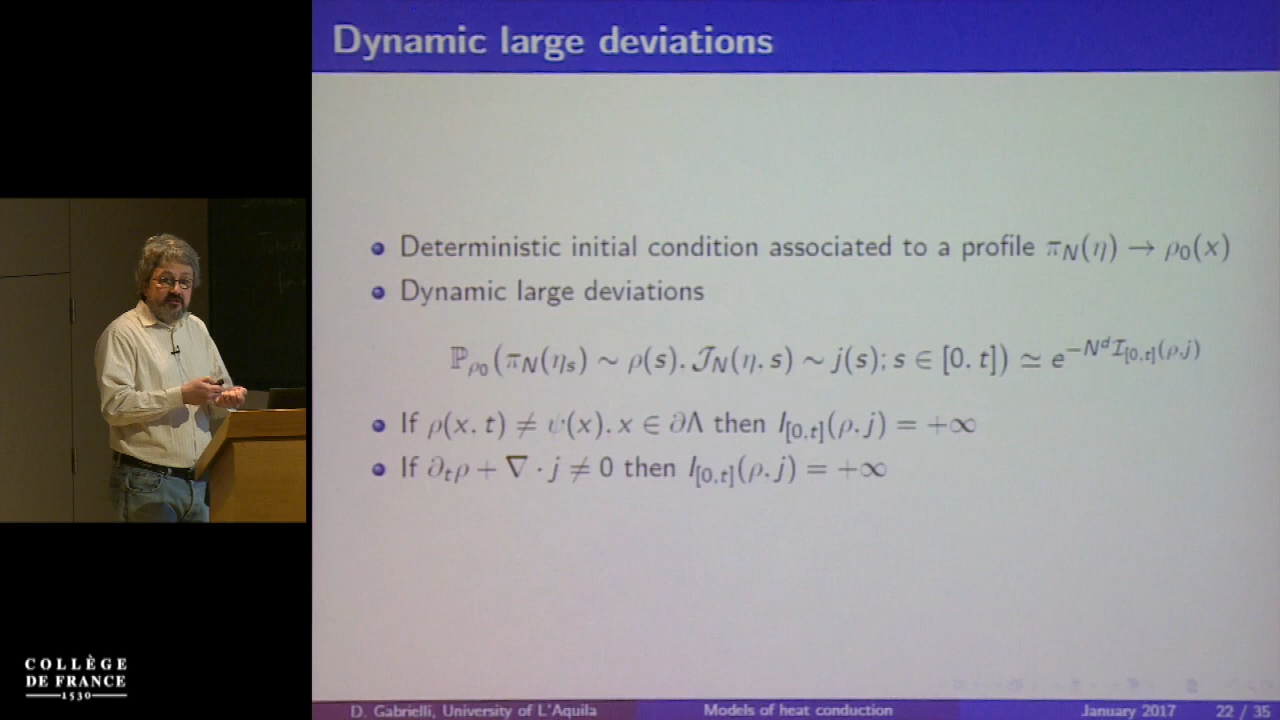 Dynamic large deviations
Deterministic initial condition associated to a profile π_N(η) → ρ_0(x)
Dynamic large deviations
ℙ_{ρ_0}(π_N(η_s) ∼ ρ(s), 𝒥_N(η, s) ∼ j(s); s ∈ [0, t]) ≃ e^{−N^d ℐ_{[0,t]}(ρ,j)}
If ρ(x, t) ≠ ψ(x), x ∈ ∂Λ then I_{[0,t]}(ρ, j) = +∞
If ∂_tρ + ∇ · j ≠ 0 then I_{[0,t]}(ρ, j) = +∞
COLLÈGE
DE FRANCE
1530
D. Gabrielli, University of L'Aquila Models of heat conduction January 2017 22 / 35